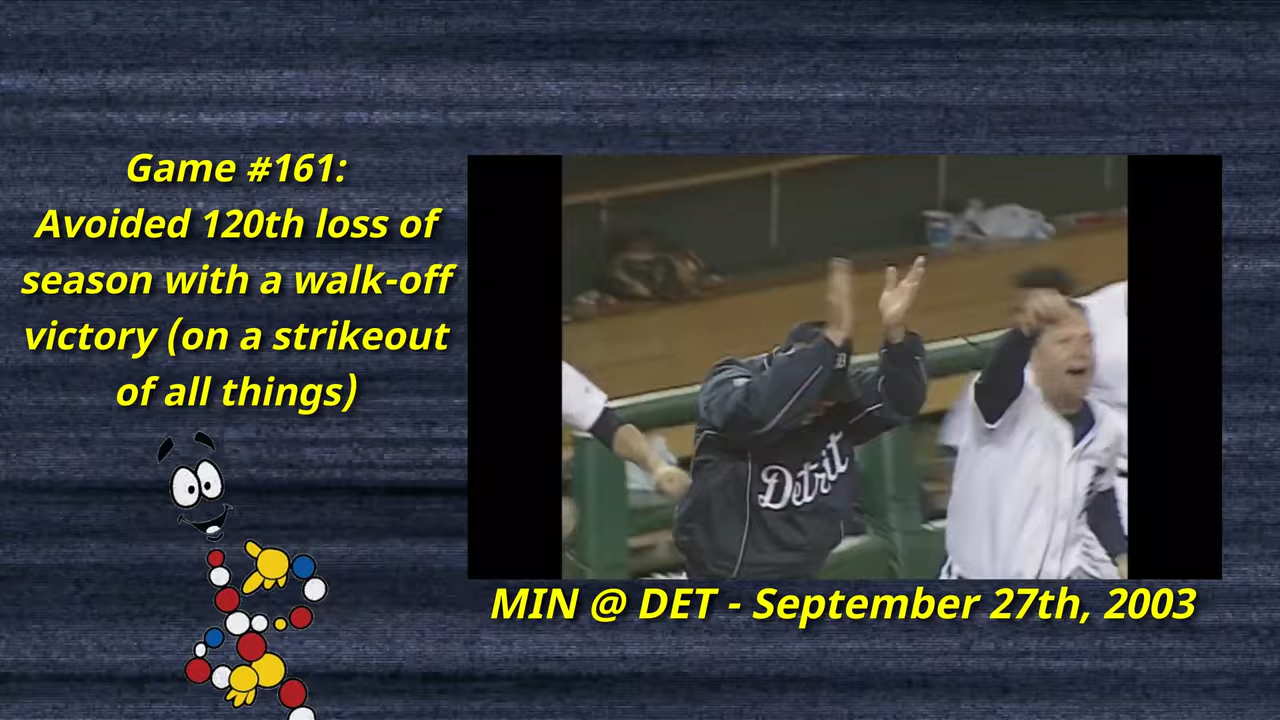 Game #161:
Avoided 120th loss of
season with a walk-off
victory (on a strikeout
of all things)
Detroit
MIN @ DET - September 27th, 2003